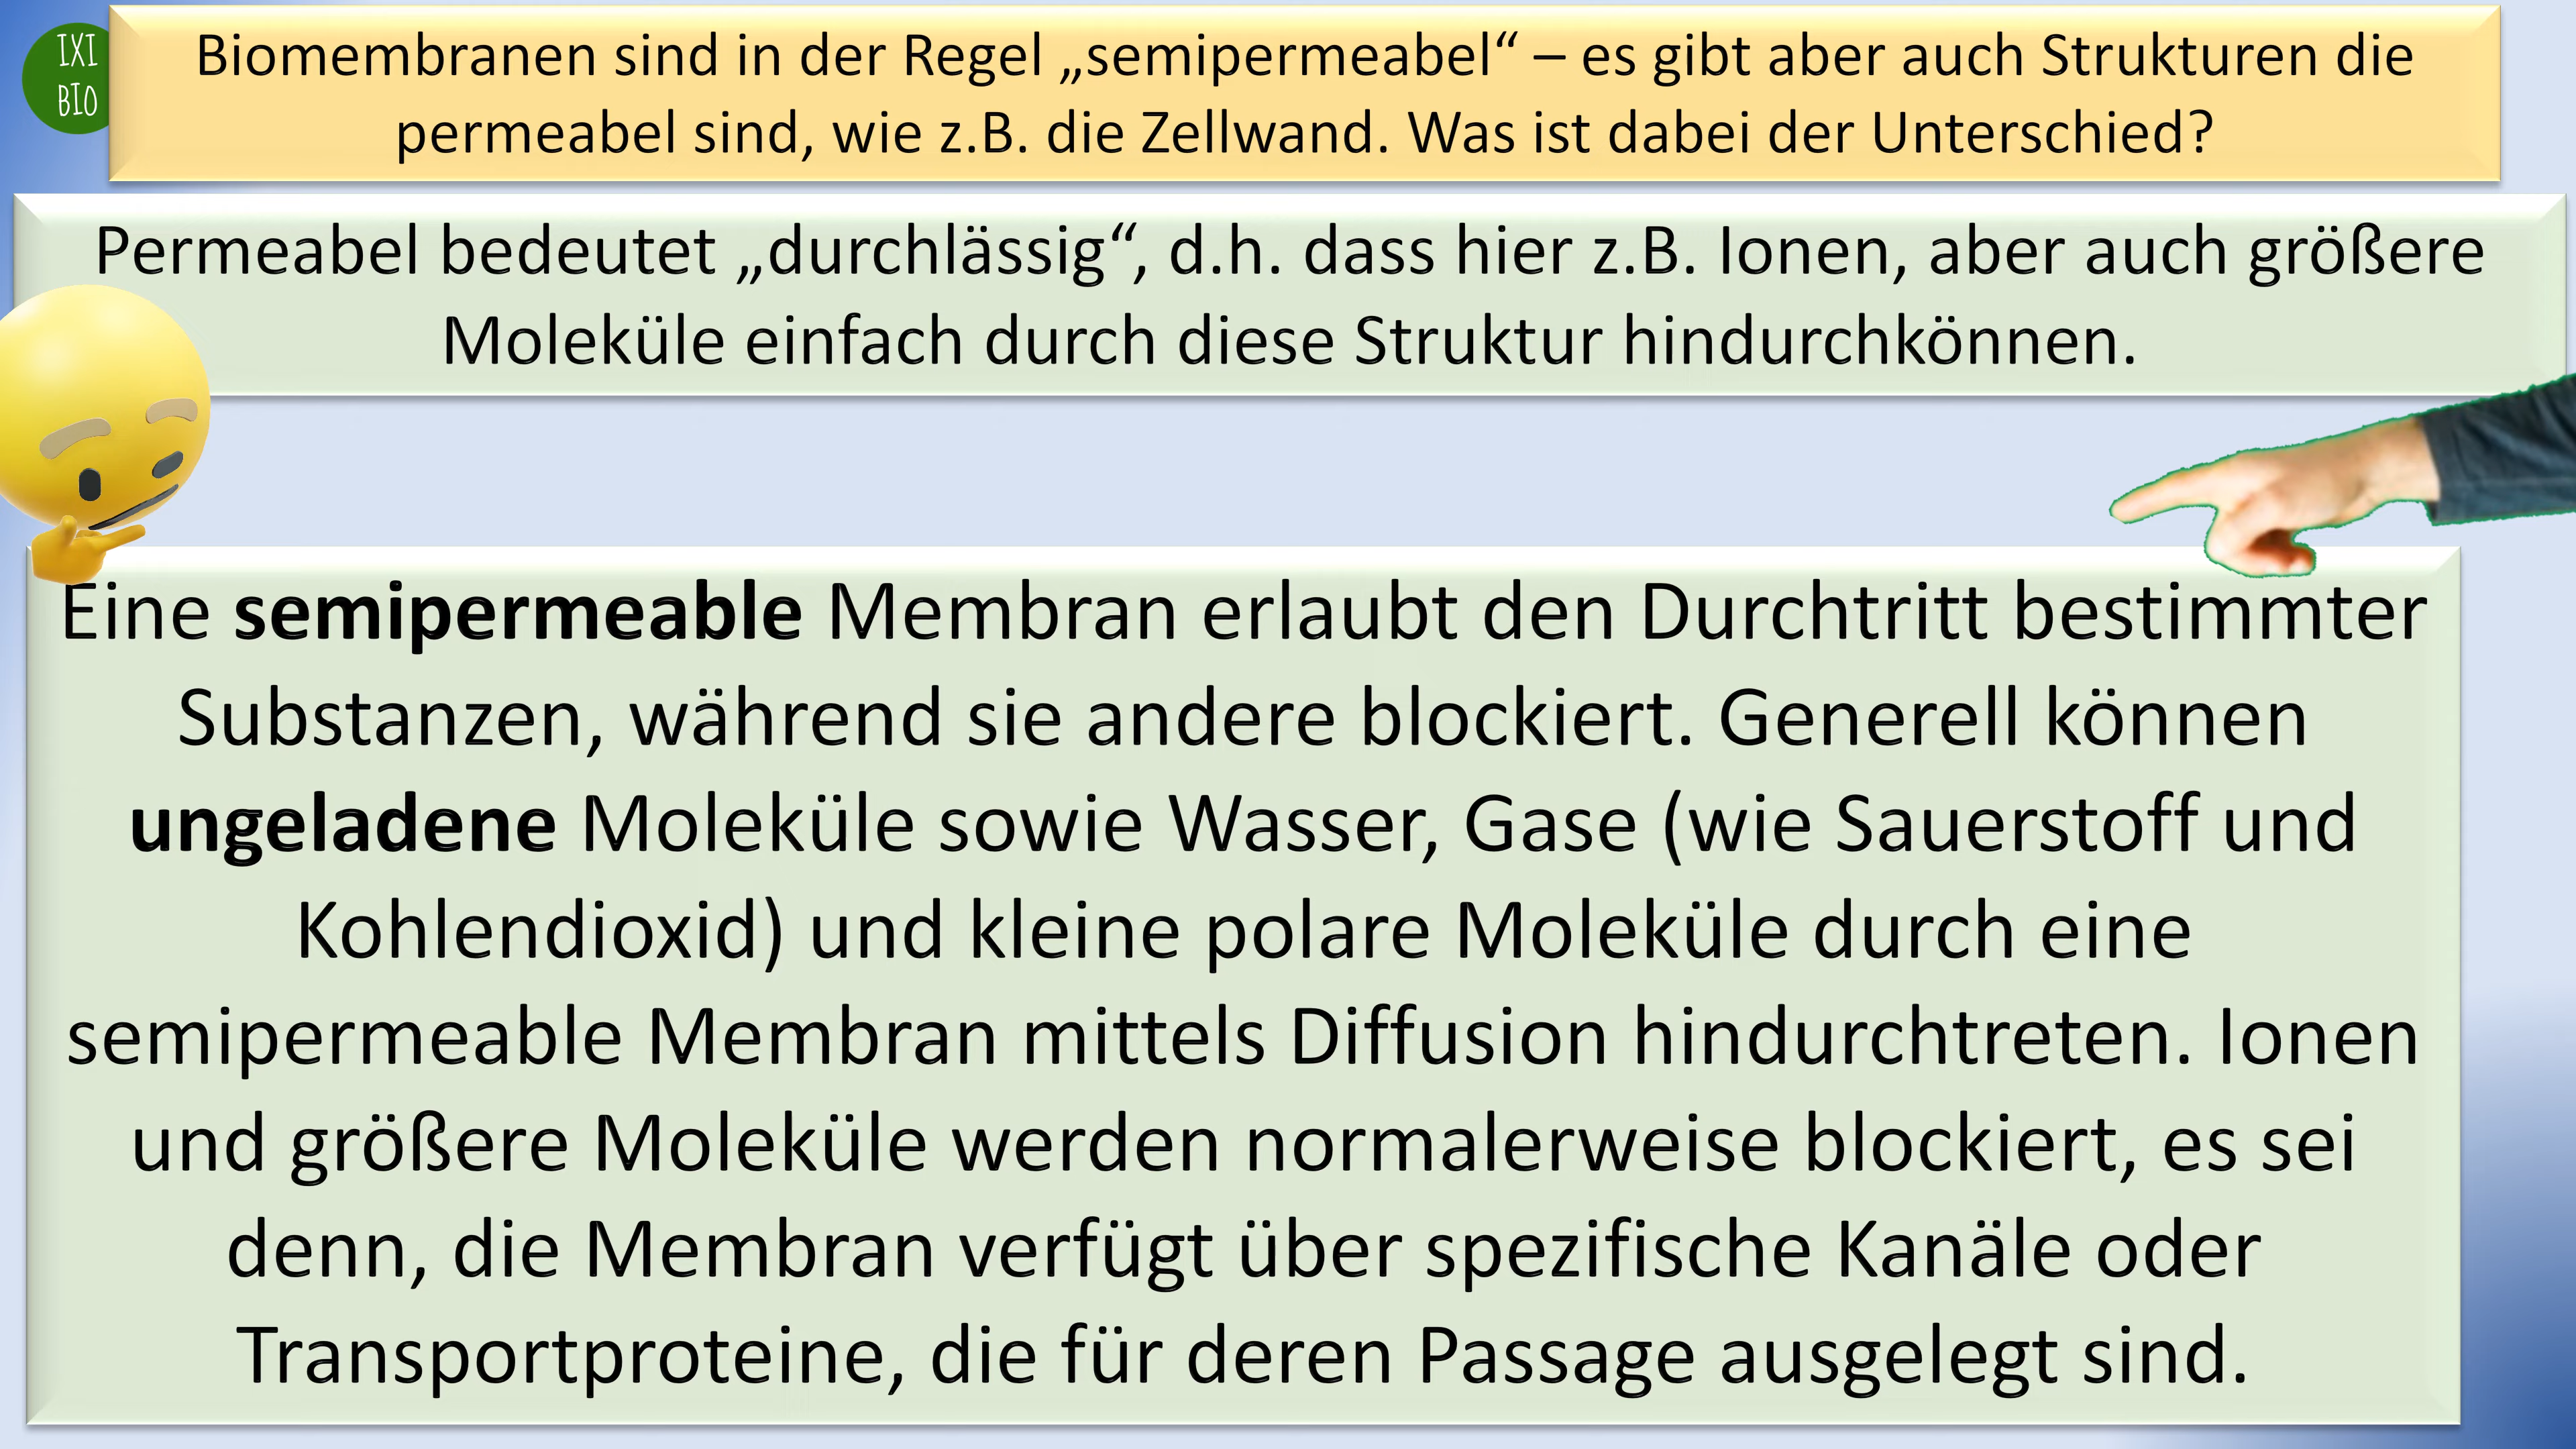 IXI
BIO
Biomembranen sind in der Regel „semipermeabel“ – es gibt aber auch Strukturen die
permeabel sind, wie z.B. die Zellwand. Was ist dabei der Unterschied?
Permeabel bedeutet „durchlässig“, d.h. dass hier z.B. Ionen, aber auch größere
Moleküle einfach durch diese Struktur hindurchkönnen.
Eine semipermeable Membran erlaubt den Durchtritt bestimmter
Substanzen, während sie andere blockiert. Generell können
ungeladene Moleküle sowie Wasser, Gase (wie Sauerstoff und
Kohlendioxid) und kleine polare Moleküle durch eine
semipermeable Membran mittels Diffusion hindurchtreten. Ionen
und größere Moleküle werden normalerweise blockiert, es sei
denn, die Membran verfügt über spezifische Kanäle oder
Transportproteine, die für deren Passage ausgelegt sind.